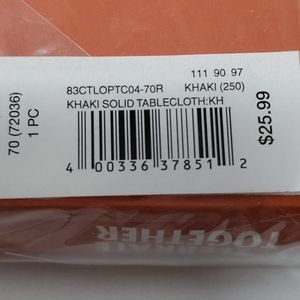 111 90 97
83CTLOPTC04-70R KHAKI (250)
KHAKI SOLID TABLECLOTH:KH
70 (72036)
1 PC
$25.99
4 00336 37851 2
TOGETHER